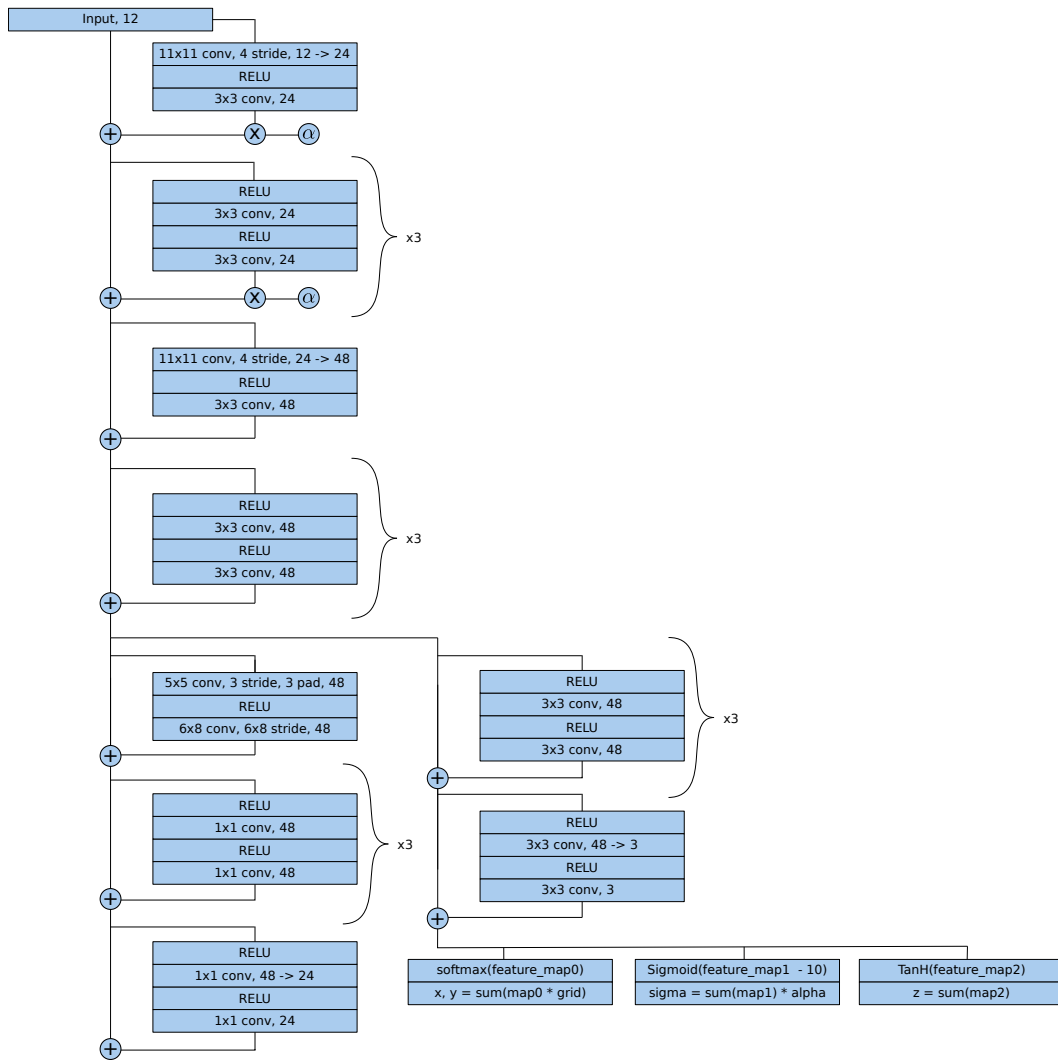 Input, 12
11x11 conv, 4 stride, 12 -> 24
RELU
3x3 conv, 24
+
x
α
RELU
3x3 conv, 24
RELU
3x3 conv, 24
x3
+
x
α
11x11 conv, 4 stride, 24 -> 48
RELU
3x3 conv, 48
+
RELU
3x3 conv, 48
RELU
3x3 conv, 48
x3
+
5x5 conv, 3 stride, 3 pad, 48
RELU
6x8 conv, 6x8 stride, 48
+
RELU
1x1 conv, 48
RELU
1x1 conv, 48
x3
+
RELU
1x1 conv, 48 -> 24
RELU
1x1 conv, 24
+
RELU
3x3 conv, 48
RELU
3x3 conv, 48
x3
+
RELU
3x3 conv, 48 -> 3
RELU
3x3 conv, 3
+
softmax(feature_map0)
x, y = sum(map0 * grid)
Sigmoid(feature_map1 - 10)
sigma = sum(map1) * alpha
TanH(feature_map2)
z = sum(map2)